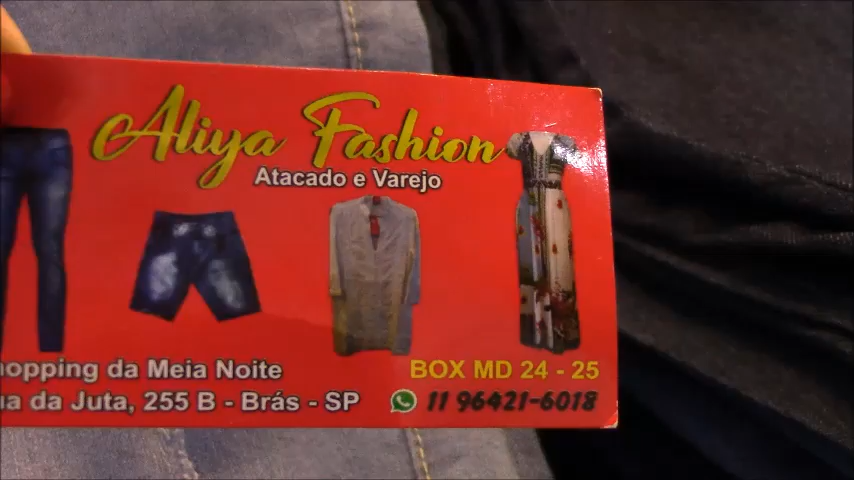 Aliya Fashion
Atacado e Varejo
hopping da Meia Noite
BOX MD 24 - 25
ua da Juta, 255 B - Brás - SP
11 96421-6018